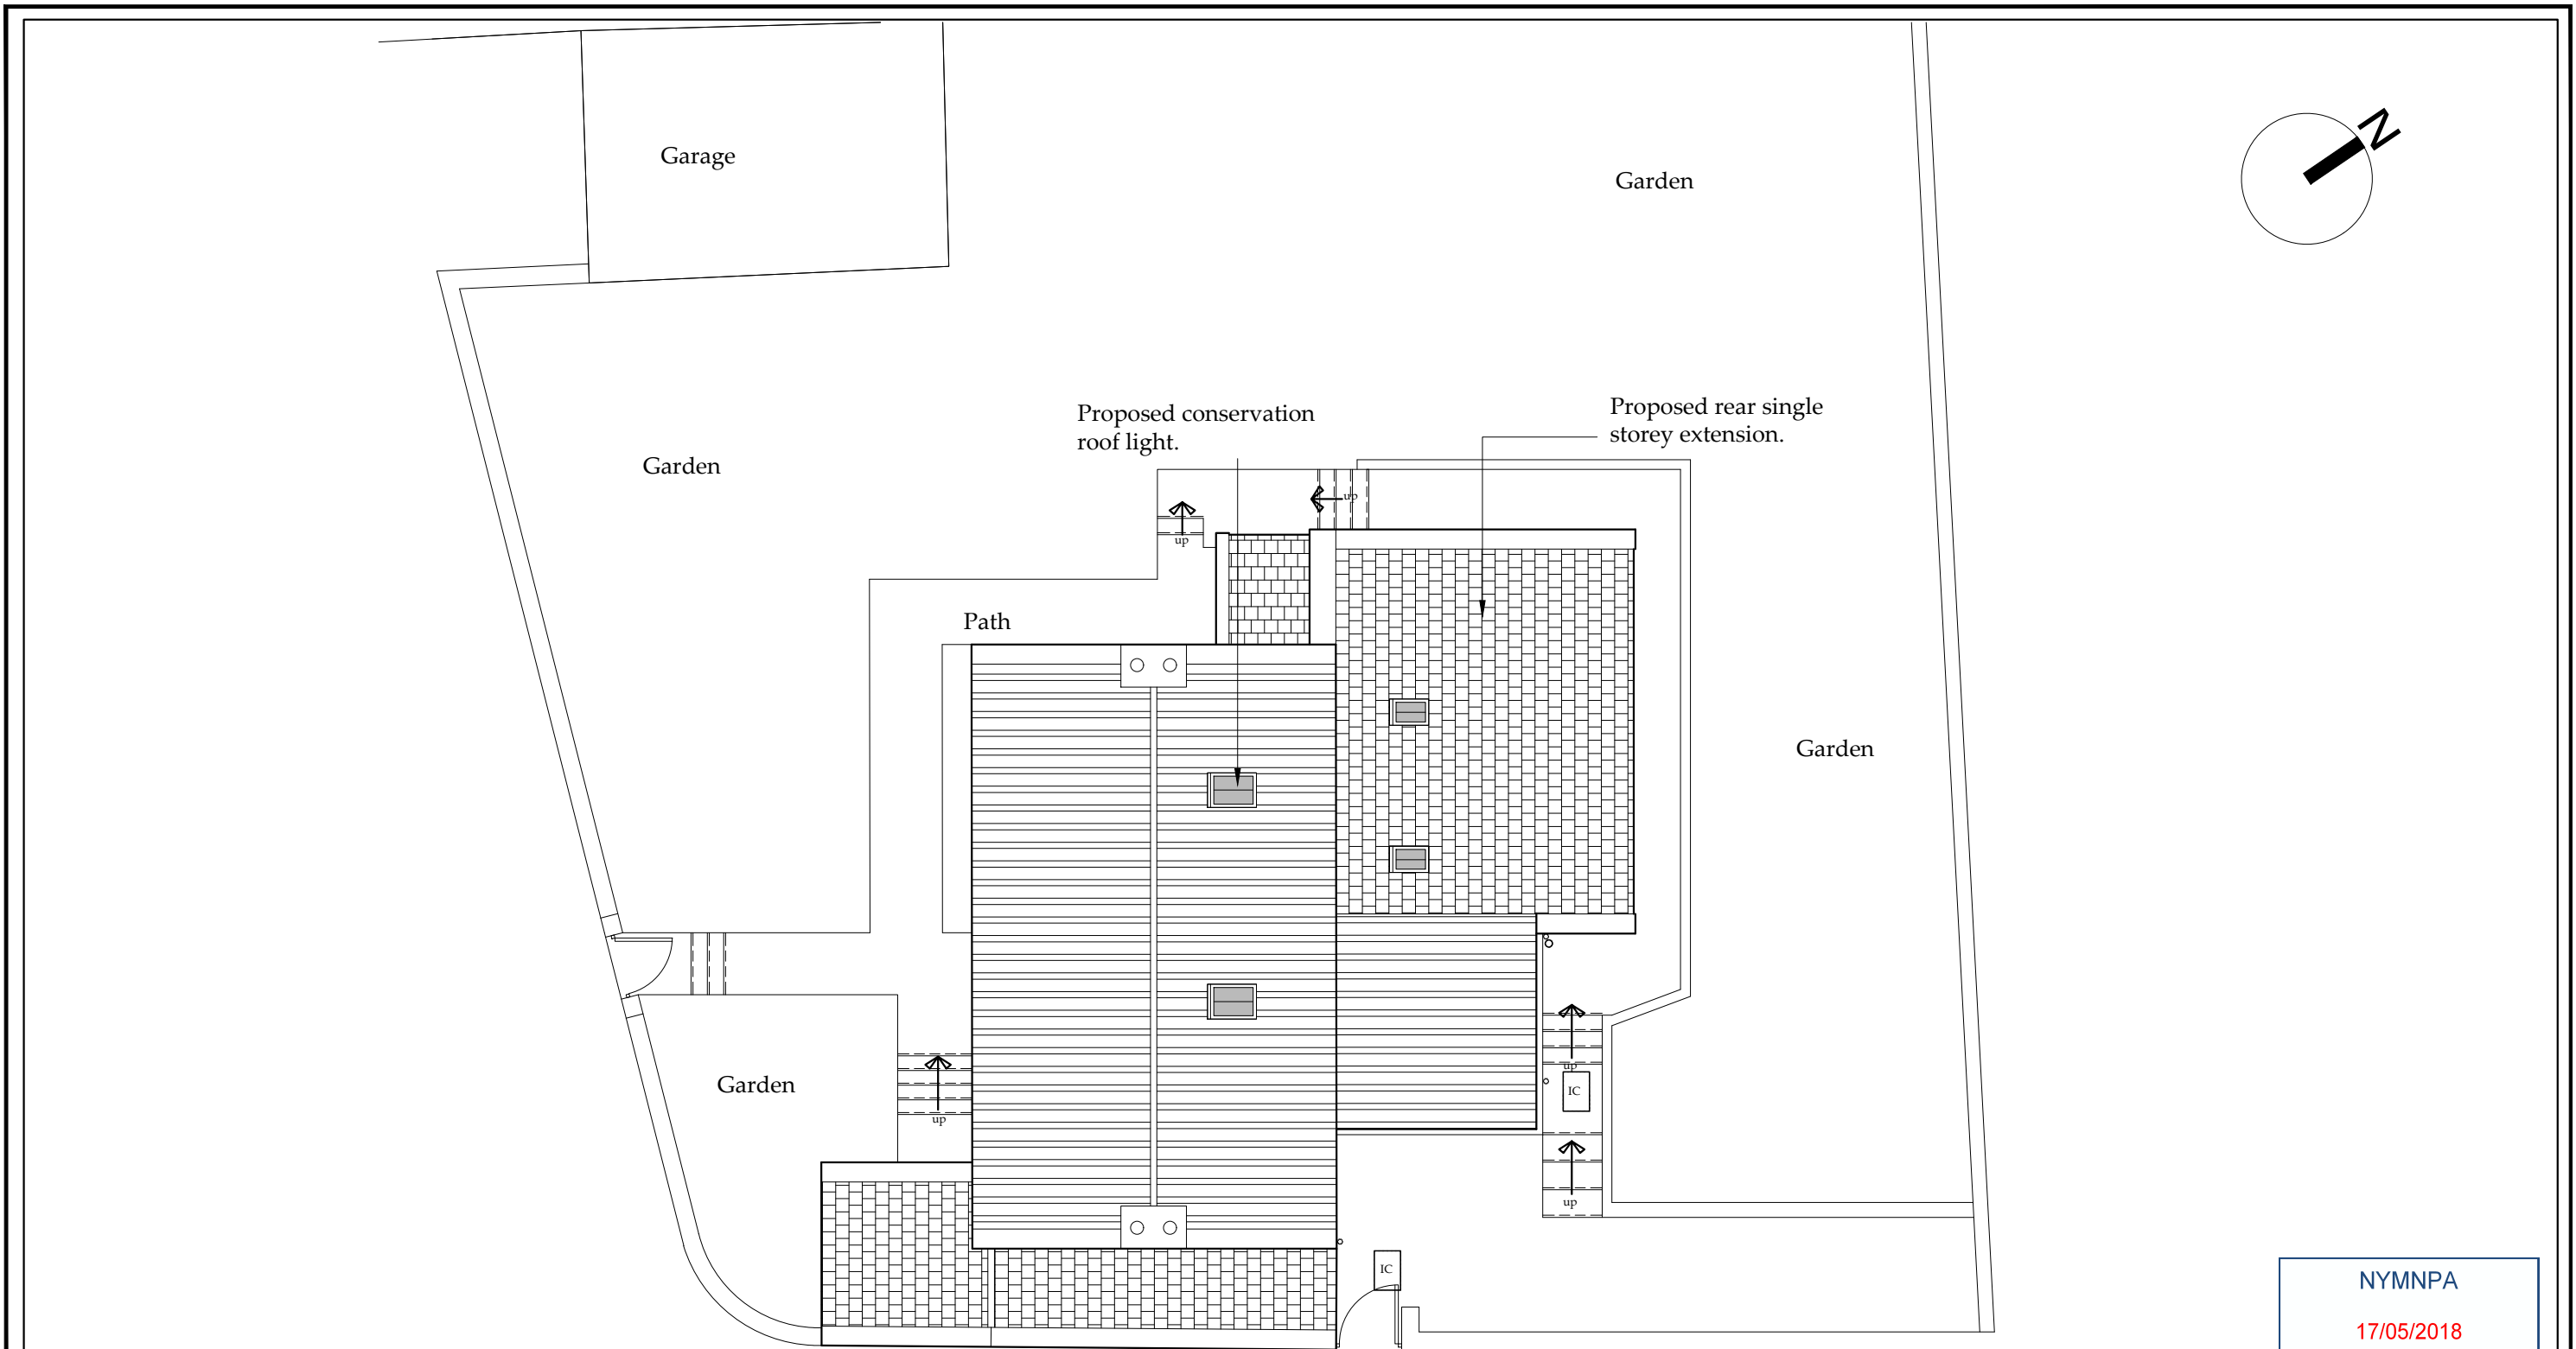 Garage
Garden
N
Proposed conservation
roof light.
Proposed rear single
storey extension.
Garden
up
up
Path
Garden
Garden
up
up
IC
up
IC
NYMNPA
17/05/2018